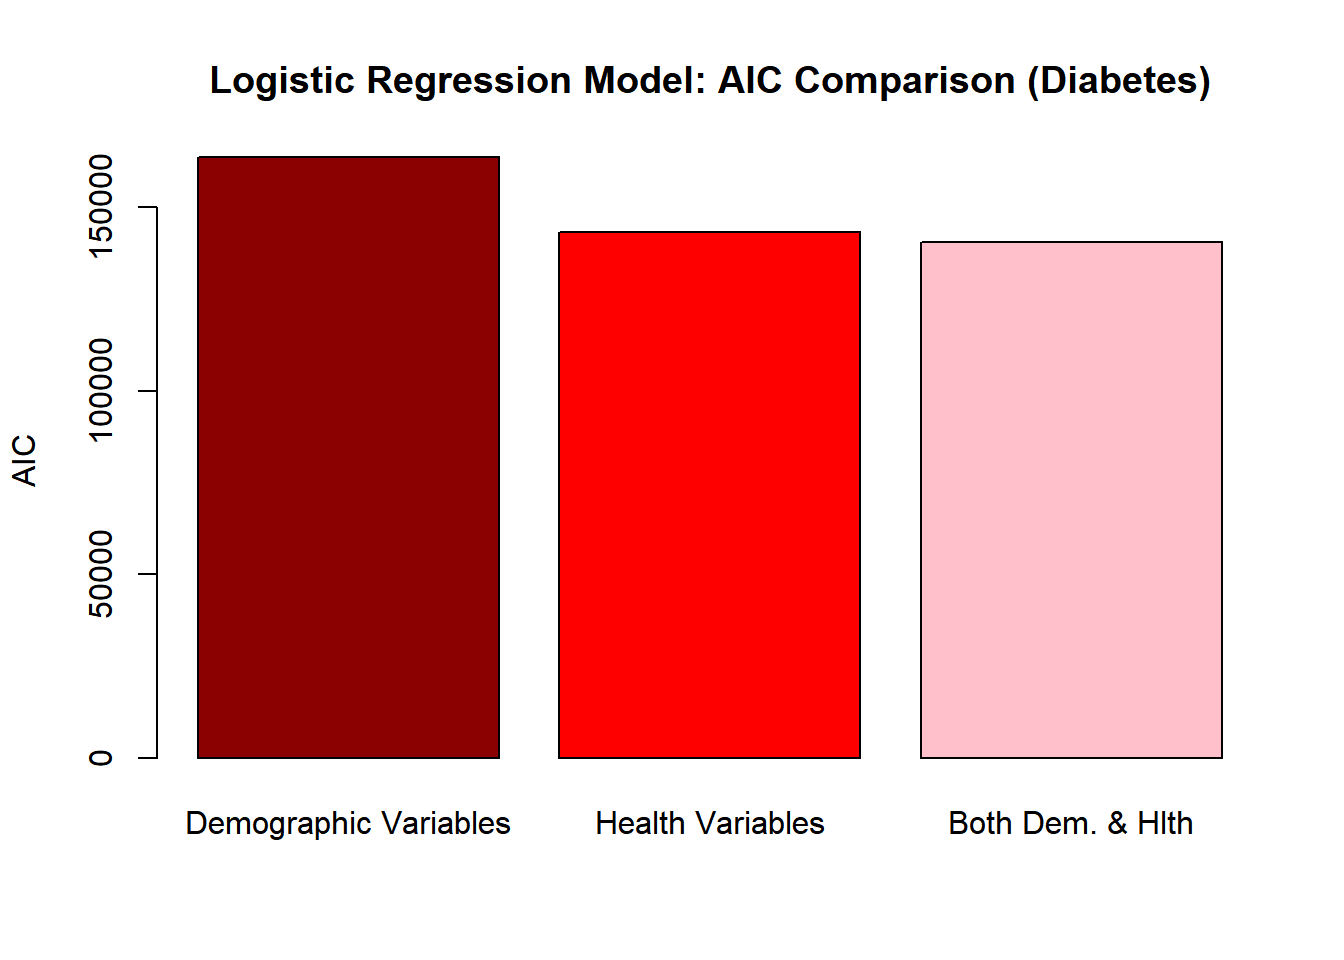 Logistic Regression Model: AIC Comparison (Diabetes)
AIC
150000
100000
50000
0
Demographic Variables
Health Variables
Both Dem. & Hlth